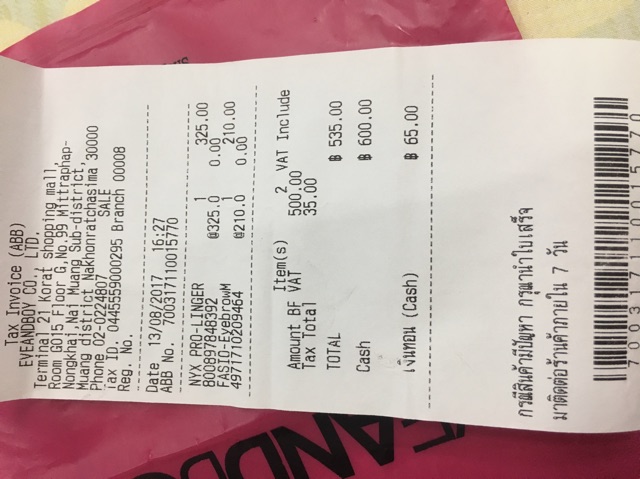 Tax Invoice (ABB)
EVEANDBOY CO., LTD.
Terminal 21 Korat shopping mall,
Room G015 Floor G,No.99 Mittraphap-
Nongkhai,Nai Muang Sub-district,
Muang district Nakhonratchasima 30000
Phone 02-0224807 SALE
Tax ID. 0445559000295 Branch 00008
Reg. No.
Date 13/08/2017 16:27
ABB No. 700317110015770
NYX PRO-LINGER 1 325.00
800897848392 @325.0 0.00
FASIO-EyebrowM 1 210.00
4971710209464 @210.0 0.00
Item(s) 2 VAT Include
Amount BF VAT 500.00
Tax Total 35.00
TOTAL ฿ 535.00
Cash ฿ 600.00
เงินทอน (Cash) ฿ 65.00
กรณีสินค้ามีปัญหา กรุณานำใบเสร็จ
มาติดต่อร้านค้าภายใน 7 วัน
700317110015770